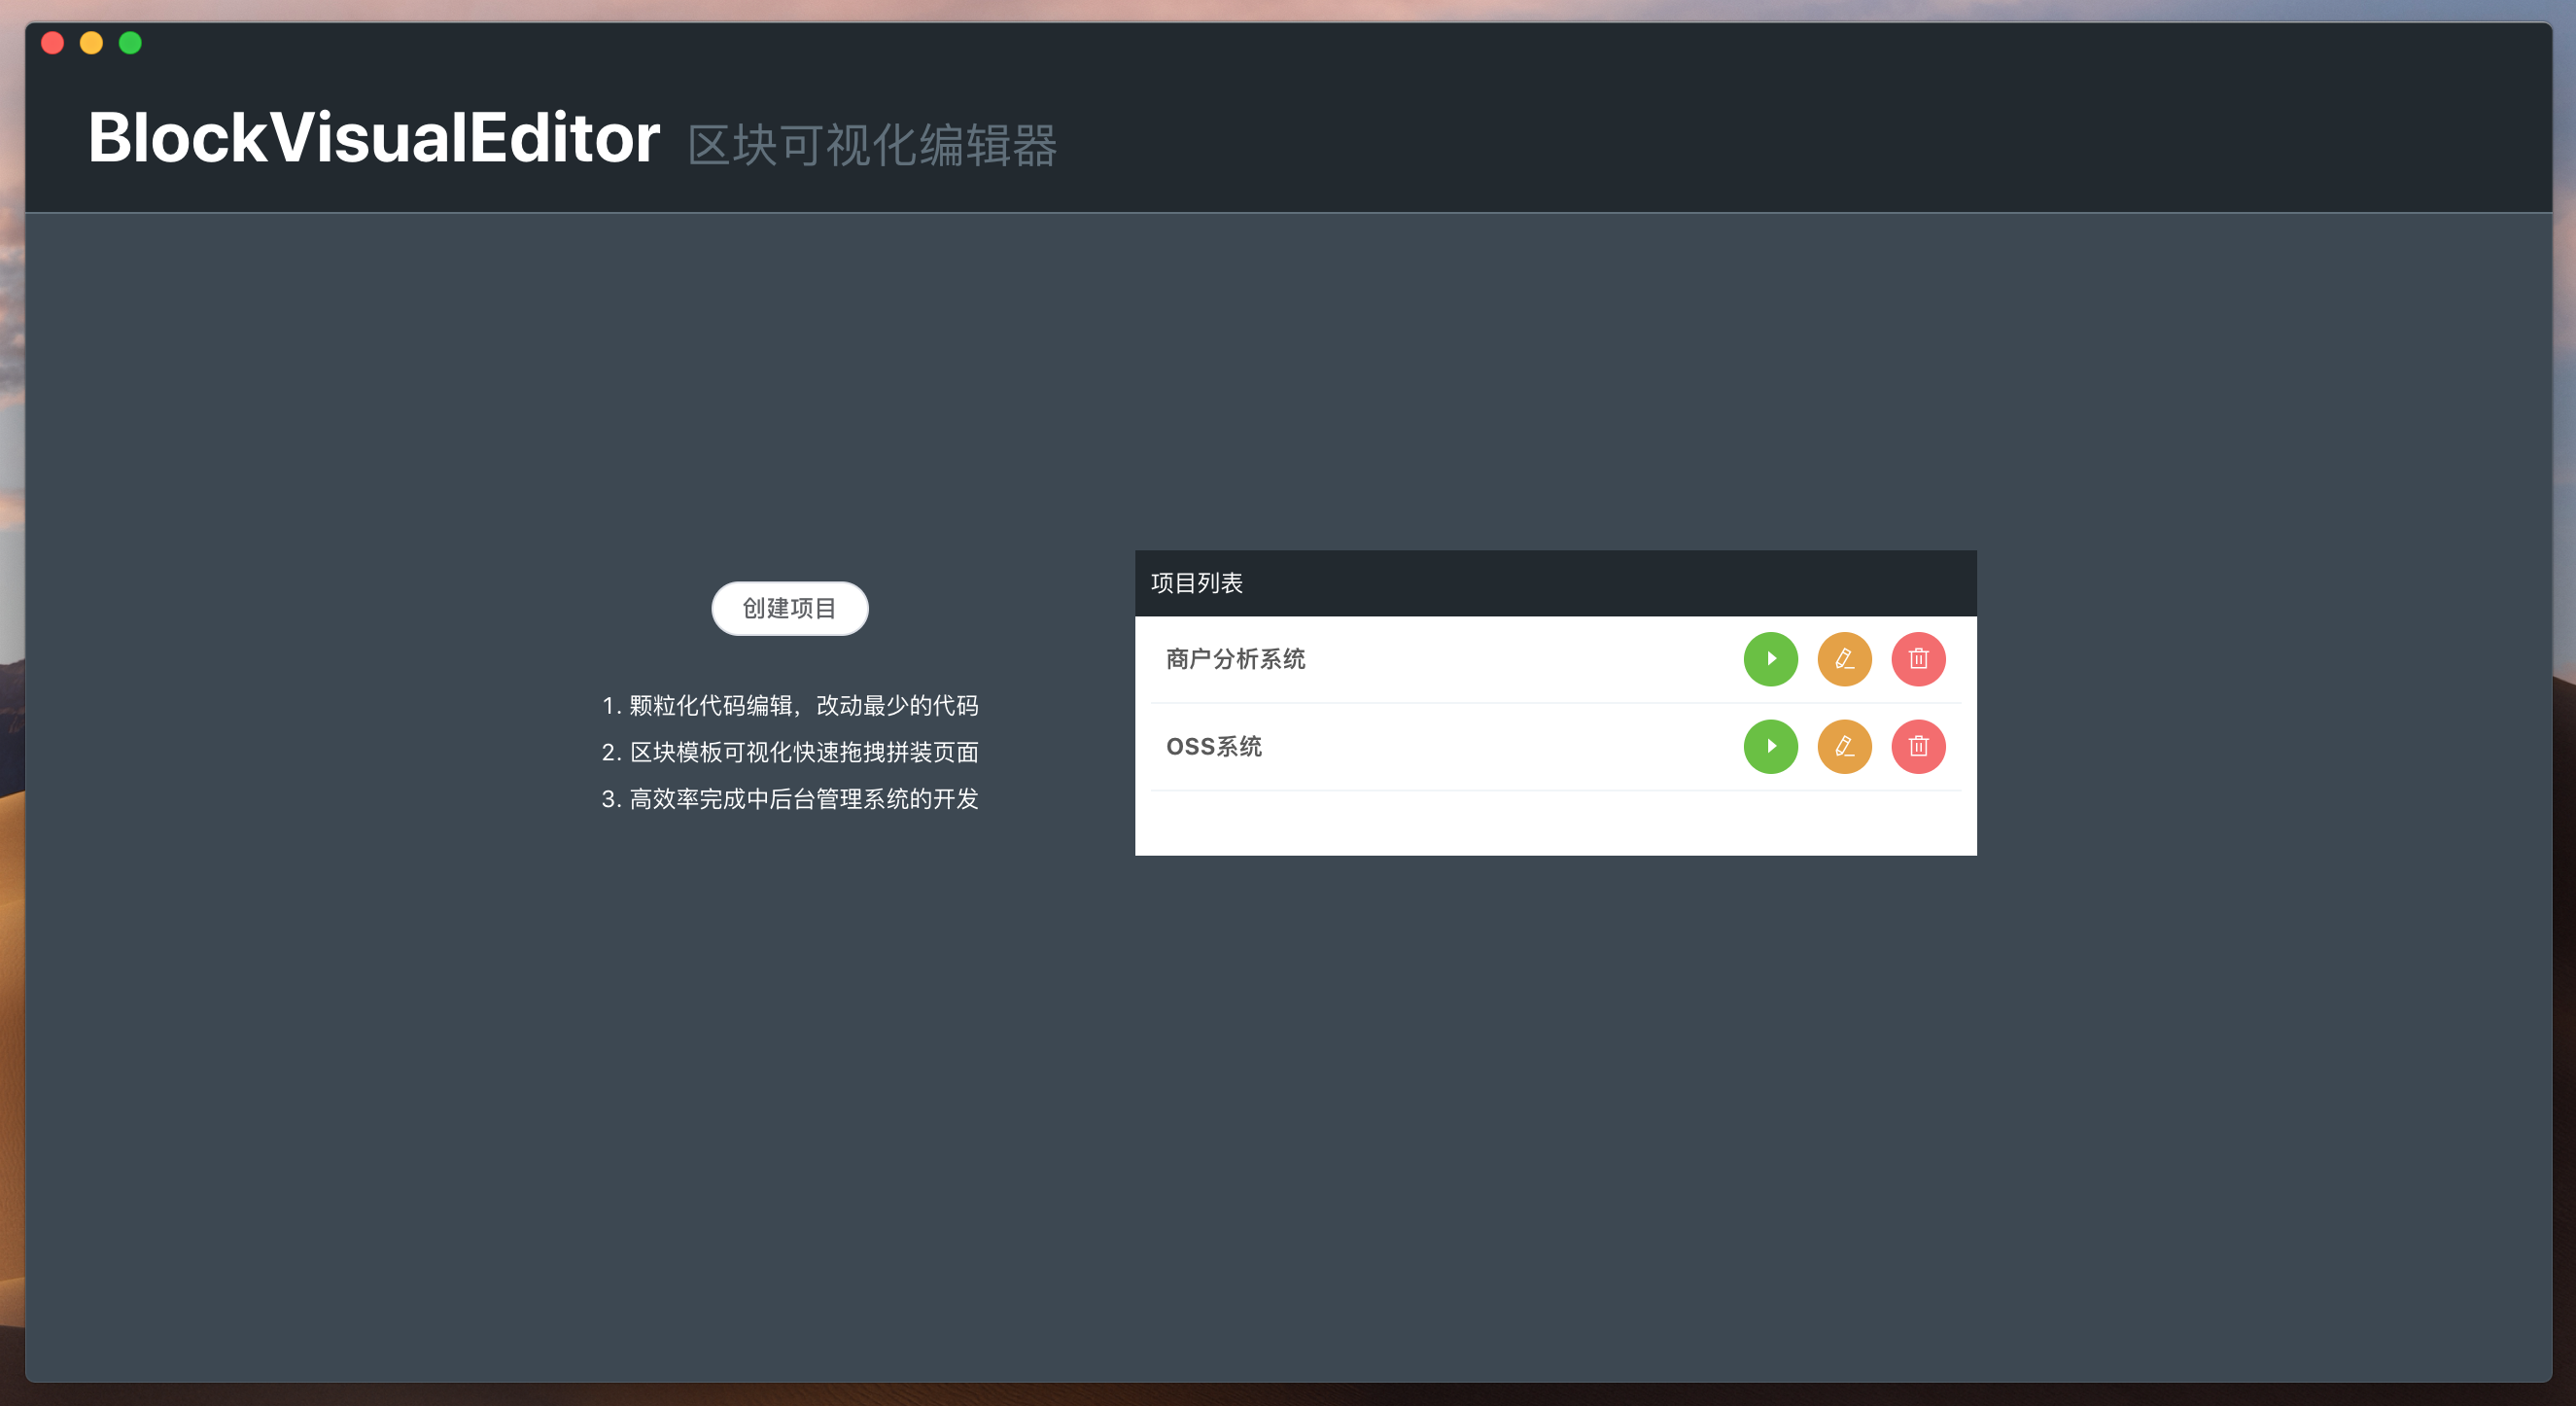 BlockVisualEditor 区块可视化编辑器
创建项目
1. 颗粒化代码编辑，改动最少的代码
2. 区块模板可视化快速拖拽拼装页面
3. 高效率完成中后台管理系统的开发
项目列表
商户分析系统
OSS系统